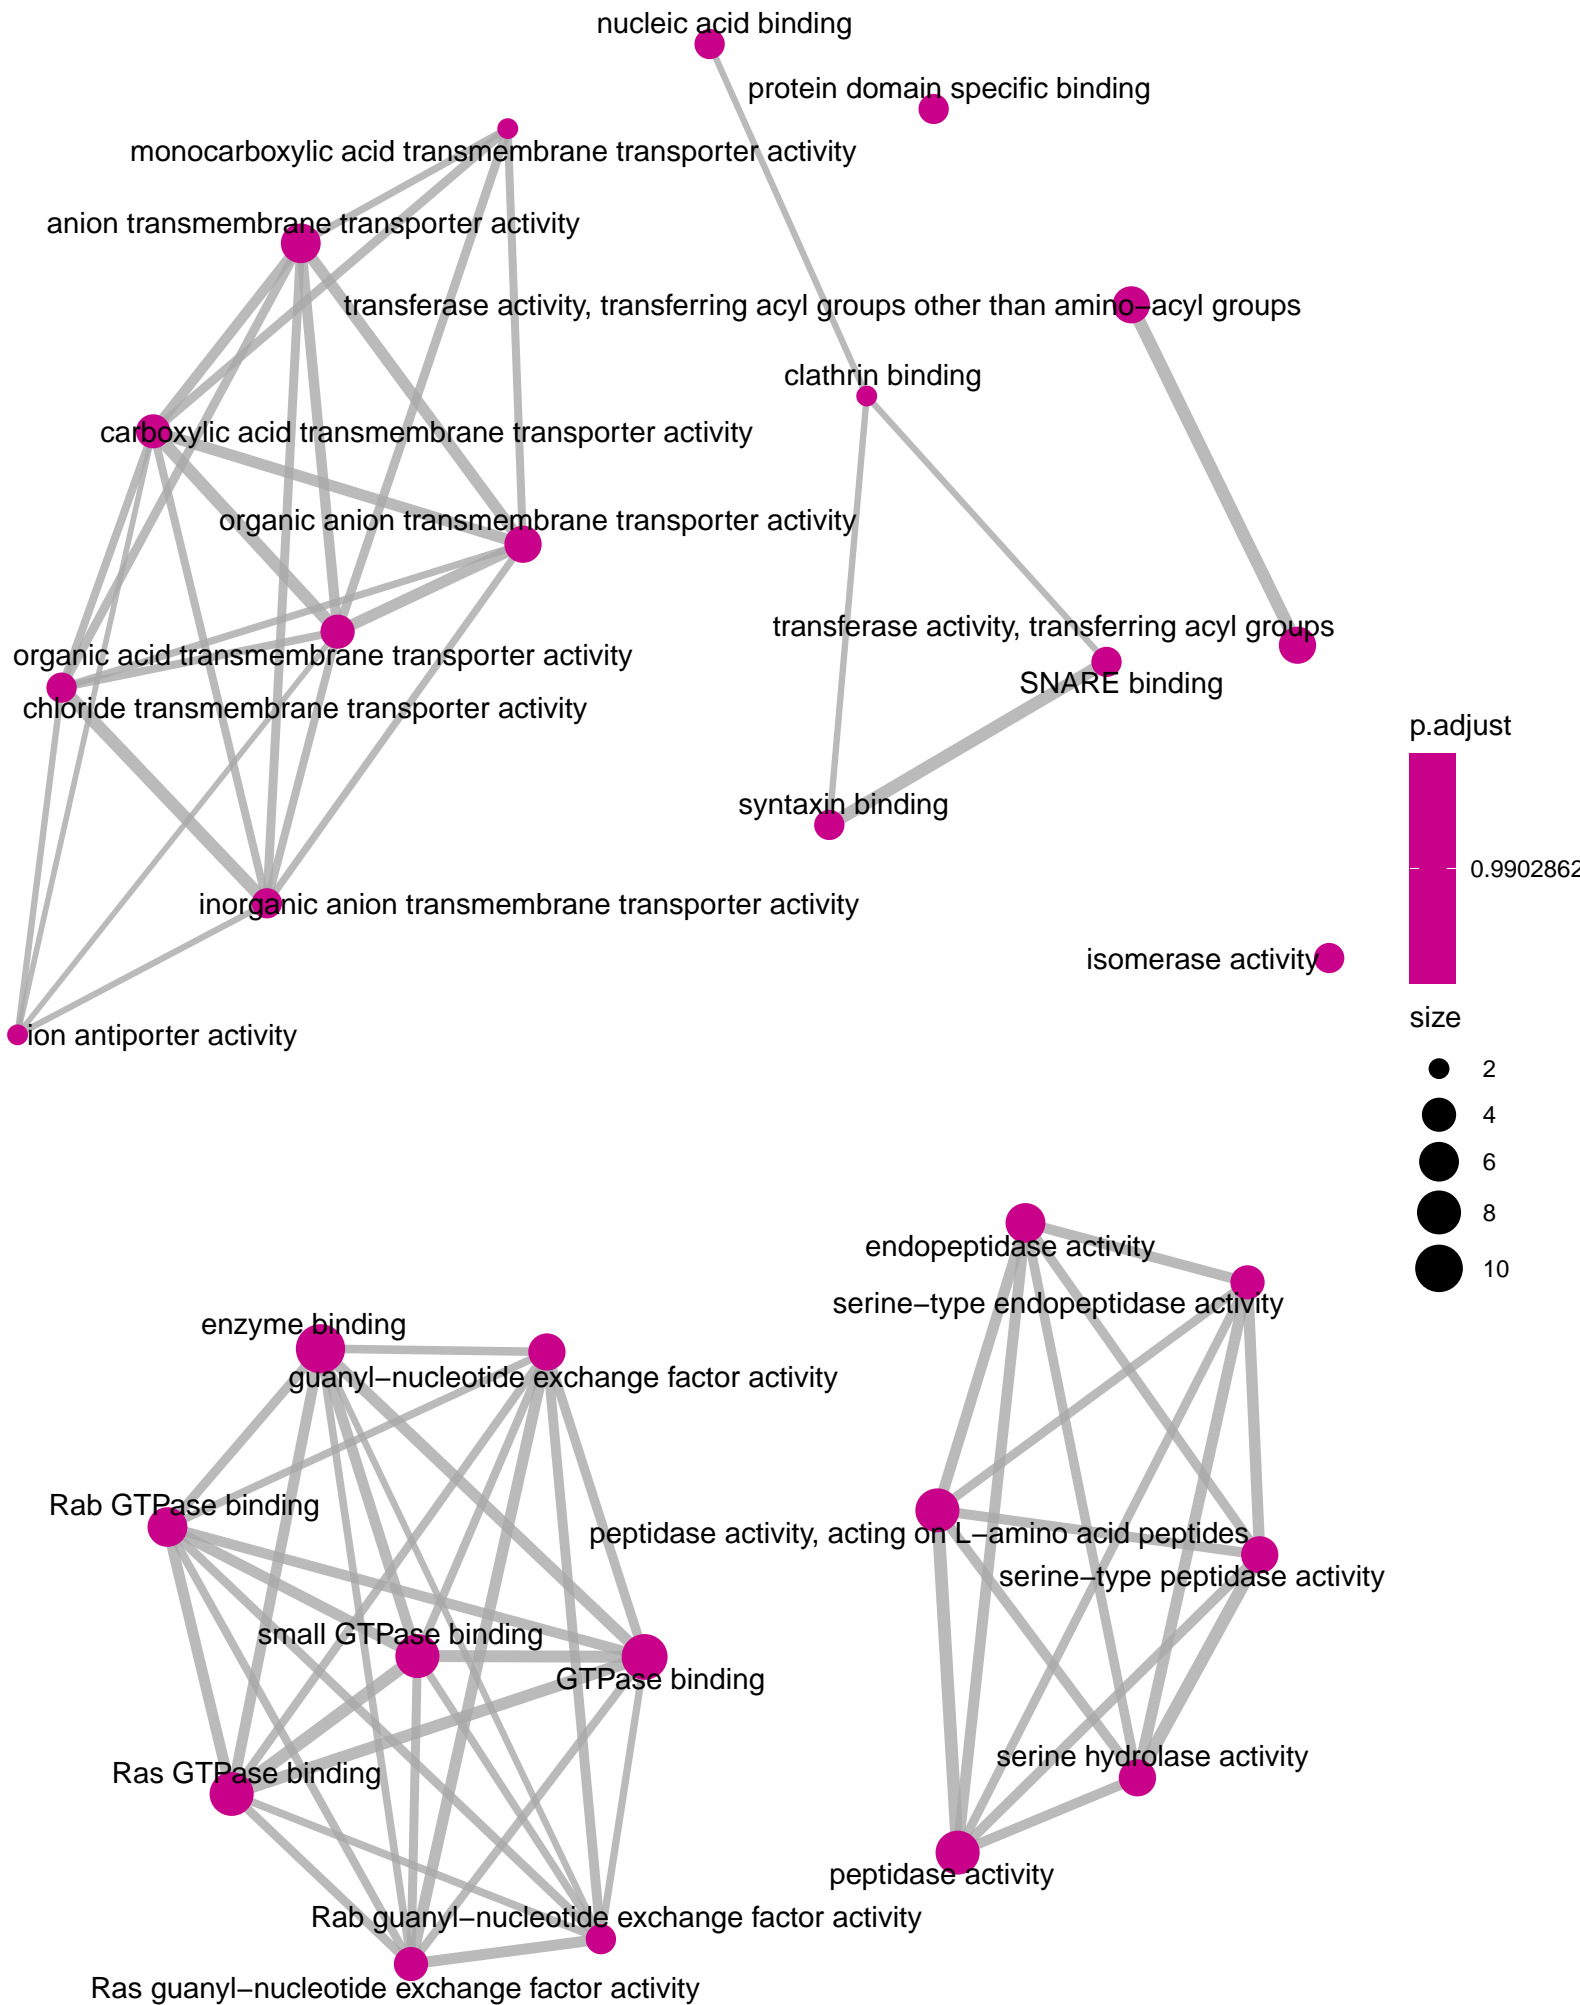 nucleic acid binding
protein domain specific binding
monocarboxylic acid transmembrane transporter activity
anion transmembrane transporter activity
transferase activity, transferring acyl groups other than amino−acyl groups
clathrin binding
carboxylic acid transmembrane transporter activity
organic anion transmembrane transporter activity
transferase activity, transferring acyl groups
organic acid transmembrane transporter activity
SNARE binding
chloride transmembrane transporter activity
p.adjust
syntaxin binding
0.9902862
inorganic anion transmembrane transporter activity
isomerase activity
size
ion antiporter activity
2
4
6
8
10
endopeptidase activity
serine−type endopeptidase activity
enzyme binding
guanyl−nucleotide exchange factor activity
Rab GTPase binding
peptidase activity, acting on L−amino acid peptides
serine−type peptidase activity
small GTPase binding
GTPase binding
serine hydrolase activity
Ras GTPase binding
peptidase activity
Rab guanyl−nucleotide exchange factor activity
Ras guanyl−nucleotide exchange factor activity